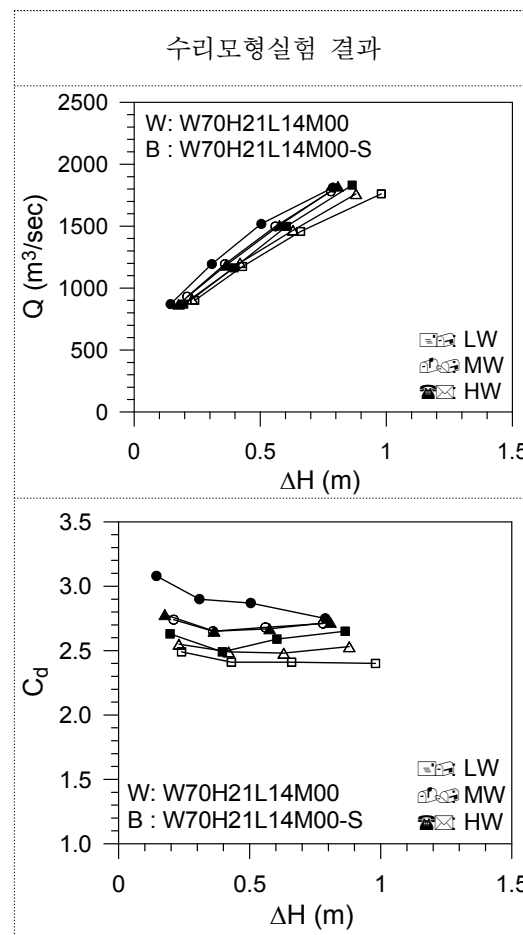 수리모형실험 결과
2500
W: W70H21L14M00
B : W70H21L14M00-S
2000
1500
Q (m³/sec)
1000
500
LW
MW
HW
0
0 0.5 1 1.5
ΔH (m)
3.5
3.0
2.5
C_d
2.0
1.5
W: W70H21L14M00
B : W70H21L14M00-S
LW
MW
HW
1.0
0 0.5 1 1.5
ΔH (m)